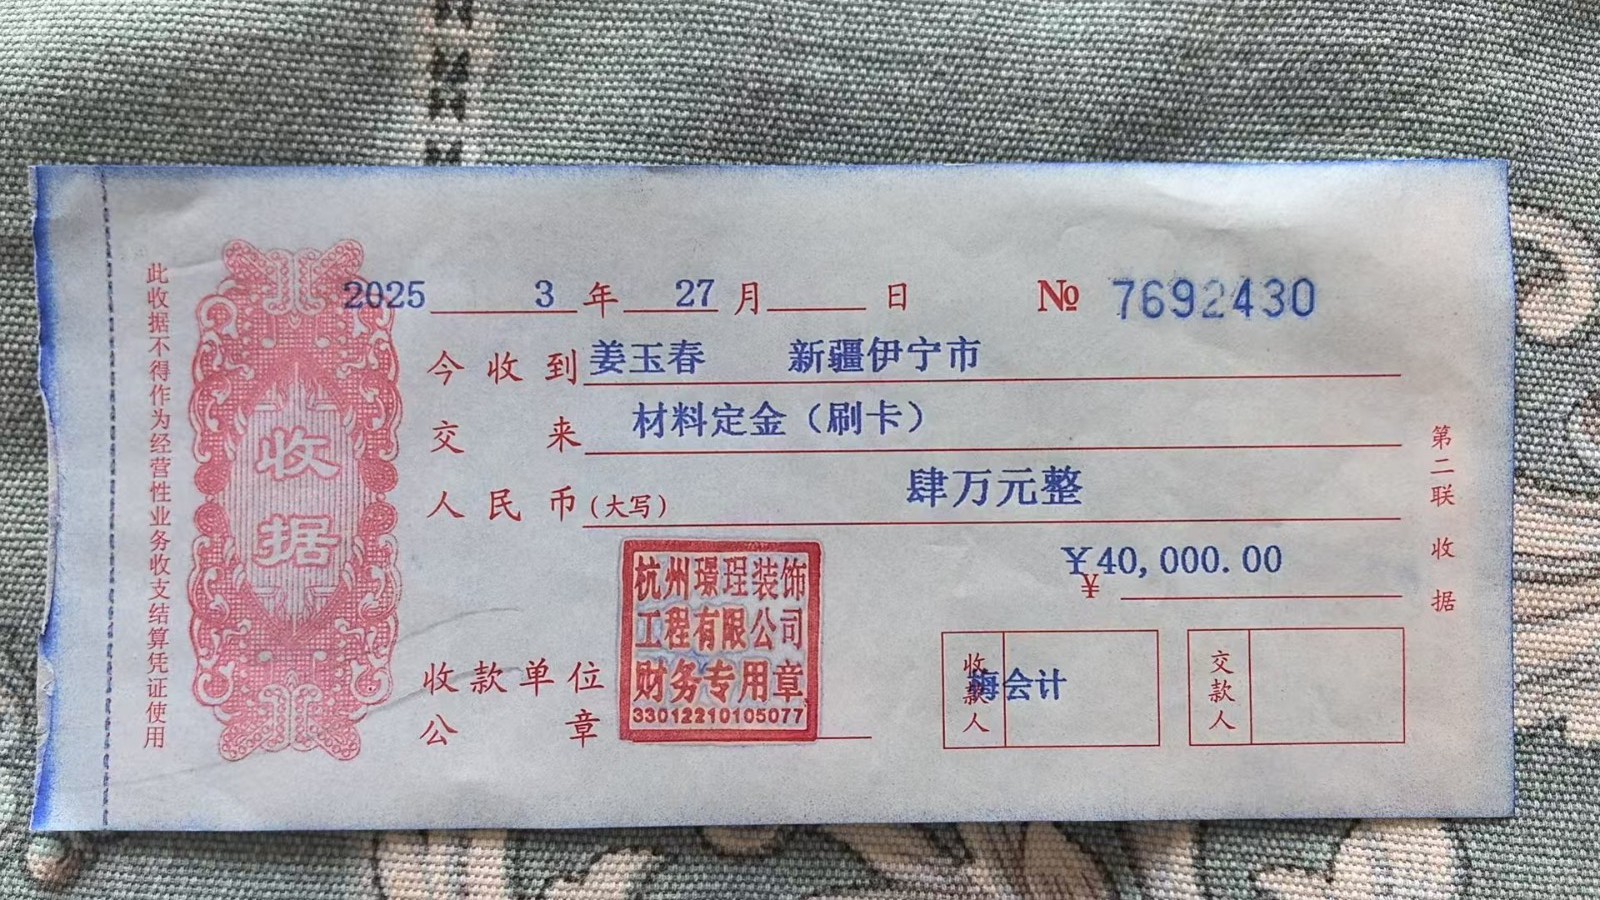 2025 3 年 27 月 日 № 7692430
今收到 姜玉春 新疆伊宁市
交来 材料定金（刷卡）
人民币(大写) 肆万元整
￥40,000.00
¥
收款单位
公章
杭州璟珵装饰
工程有限公司
财务专用章
33012210105077
收款人 梅会计
交款人
收据
此收据不得作为经营性业务收支结算凭证使用
第二联 收据